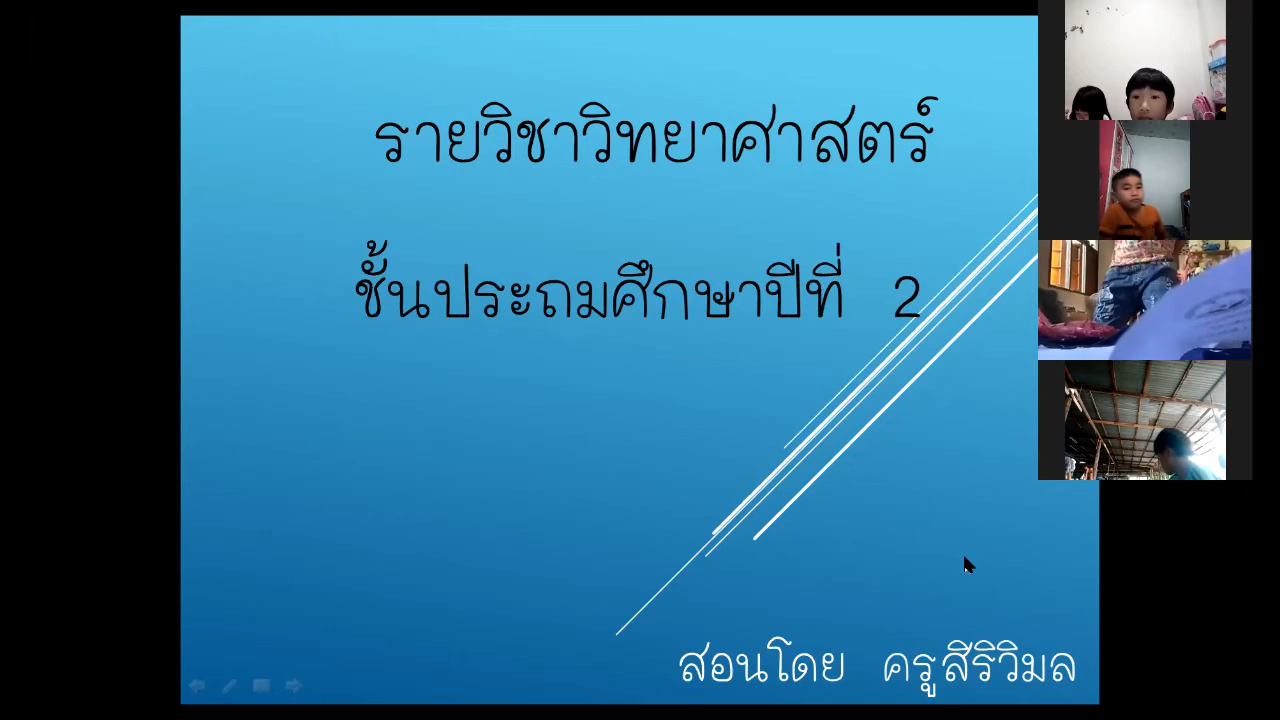 รายวิชาวิทยาศาสตร์
ชั้นประถมศึกษาปีที่ 2
สอนโดย ครูสิริวิมล